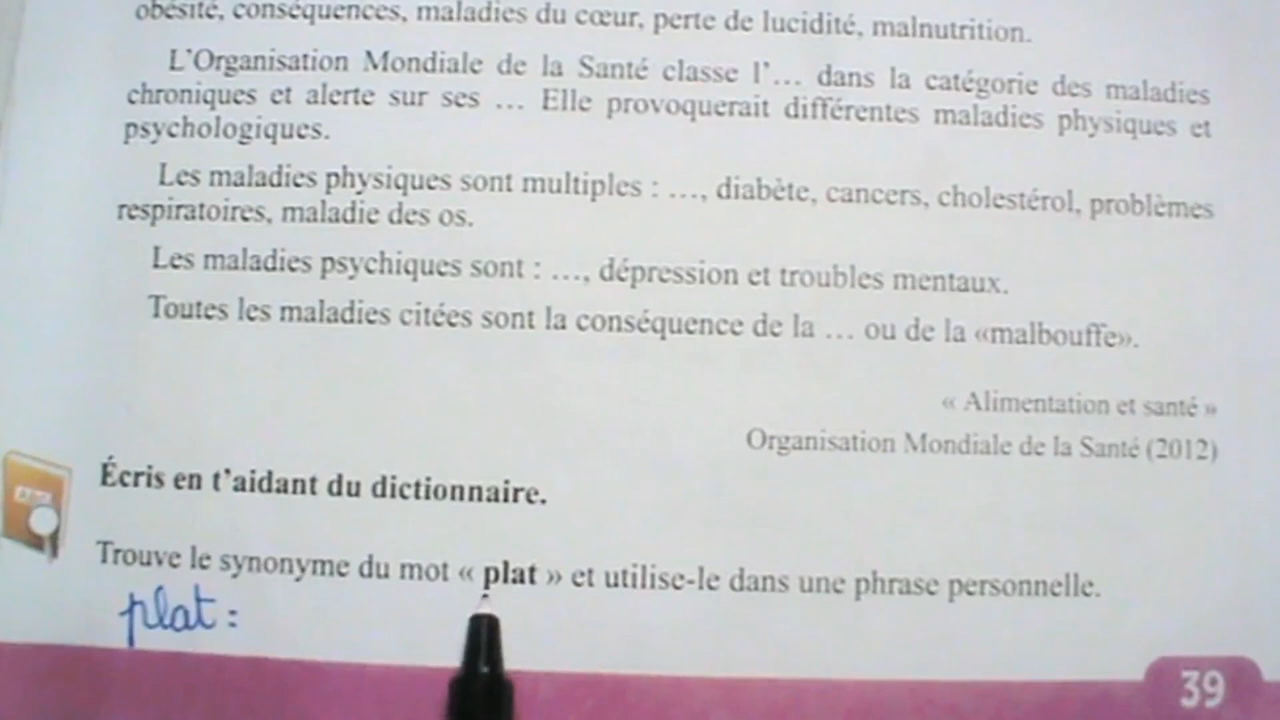 obésité, conséquences, maladies du cœur, perte de lucidité, malnutrition.
L'Organisation Mondiale de la Santé classe l'... dans la catégorie des maladies
chroniques et alerte sur ses ... Elle provoquerait différentes maladies physiques et
psychologiques.
Les maladies physiques sont multiples : ..., diabète, cancers, cholestérol, problèmes
respiratoires, maladie des os.
Les maladies psychiques sont : ..., dépression et troubles mentaux.
Toutes les maladies citées sont la conséquence de la ... ou de la «malbouffe».
« Alimentation et santé »
Organisation Mondiale de la Santé (2012)
Écris en t'aidant du dictionnaire.
Trouve le synonyme du mot « plat » et utilise-le dans une phrase personnelle.
plat :
39